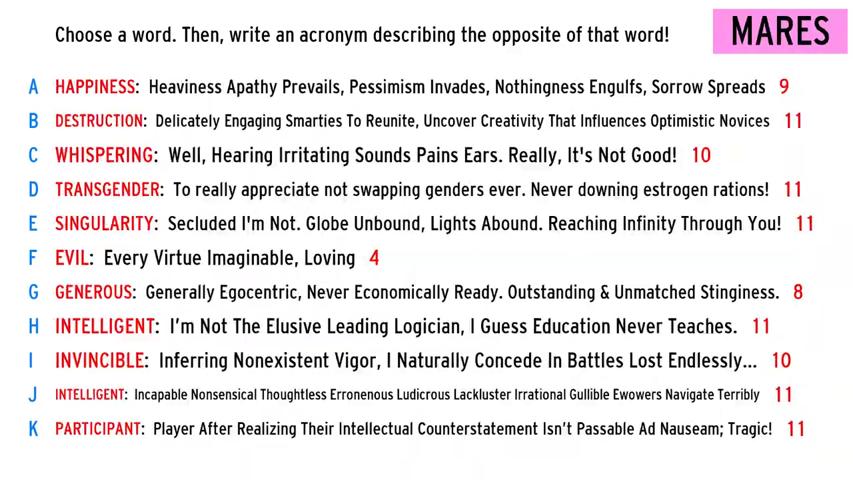 Choose a word. Then, write an acronym describing the opposite of that word!
MARES
A HAPPINESS: Heaviness Apathy Prevails, Pessimism Invades, Nothingness Engulfs, Sorrow Spreads 9
B DESTRUCTION: Delicately Engaging Smarties To Reunite, Uncover Creativity That Influences Optimistic Novices 11
C WHISPERING: Well, Hearing Irritating Sounds Pains Ears. Really, It's Not Good! 10
D TRANSGENDER: To really appreciate not swapping genders ever. Never downing estrogen rations! 11
E SINGULARITY: Secluded I'm Not. Globe Unbound, Lights Abound. Reaching Infinity Through You! 11
F EVIL: Every Virtue Imaginable, Loving 4
G GENEROUS: Generally Egocentric, Never Economically Ready. Outstanding & Unmatched Stinginess. 8
H INTELLIGENT: I'm Not The Elusive Leading Logician, I Guess Education Never Teaches. 11
I INVINCIBLE: Inferring Nonexistent Vigor, I Naturally Concede In Battles Lost Endlessly... 10
J INTELLIGENT: Incapable Nonsensical Thoughtless Erronenous Ludicrous Lackluster Irrational Gullible Ewowers Navigate Terribly 11
K PARTICIPANT: Player After Realizing Their Intellectual Counterstatement Isn't Passable Ad Nauseam; Tragic! 11